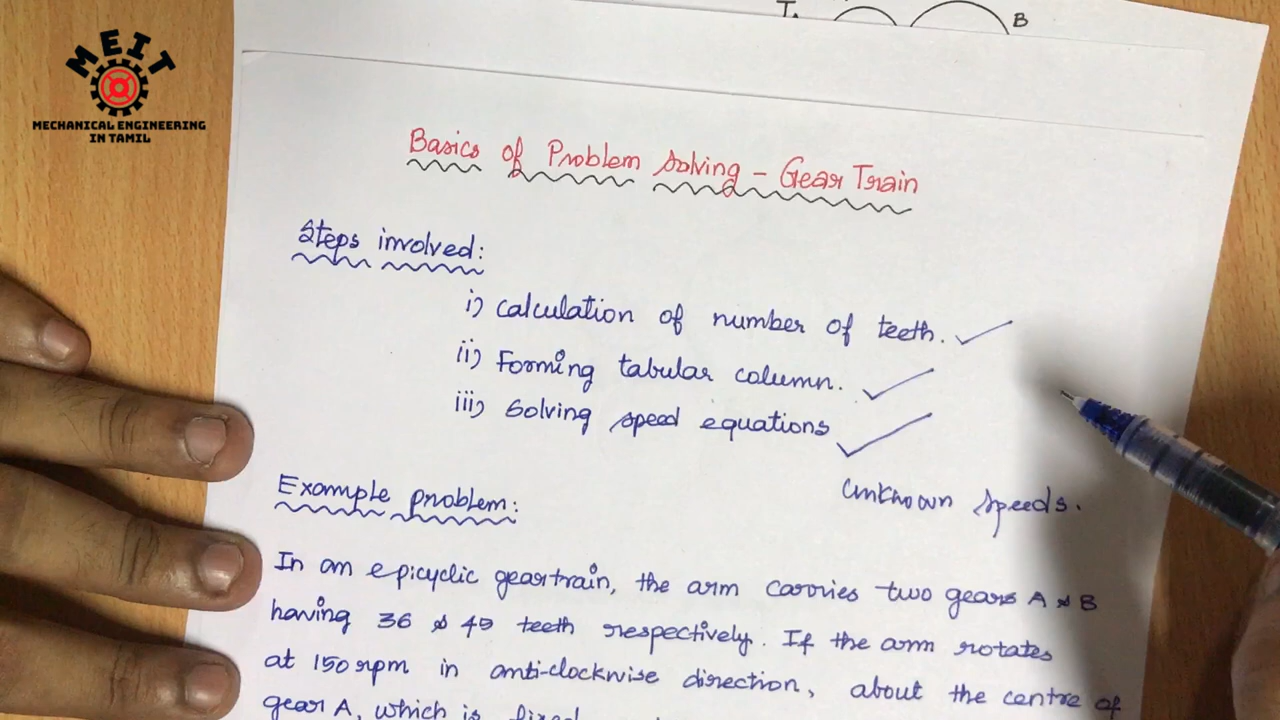 T₁ B
MEIT
MECHANICAL ENGINEERING
IN TAMIL
Basics of Problem Solving - Gear Train
Steps involved:
i) Calculation of number of teeth.
ii) Forming tabular column.
iii) Solving speed equations
unknown speeds.
Example problem:
In an epicyclic geartrain, the arm carries two gears A & B
having 36 & 45 teeth respectively. If the arm rotates
at 150 rpm in anti-clockwise direction, about the centre of
gear A, which is fixed